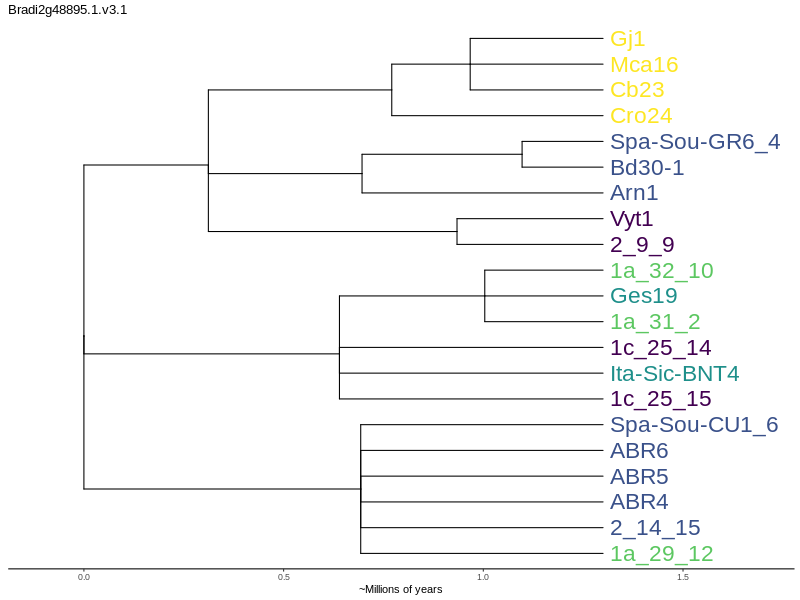 Bradi2g48895.1.v3.1
Gj1
Mca16
Cb23
Cro24
Spa-Sou-GR6_4
Bd30-1
Arn1
Vyt1
2_9_9
1a_32_10
Ges19
1a_31_2
1c_25_14
Ita-Sic-BNT4
1c_25_15
Spa-Sou-CU1_6
ABR6
ABR5
ABR4
2_14_15
1a_29_12
0.0 0.5 1.0 1.5
~Millions of years